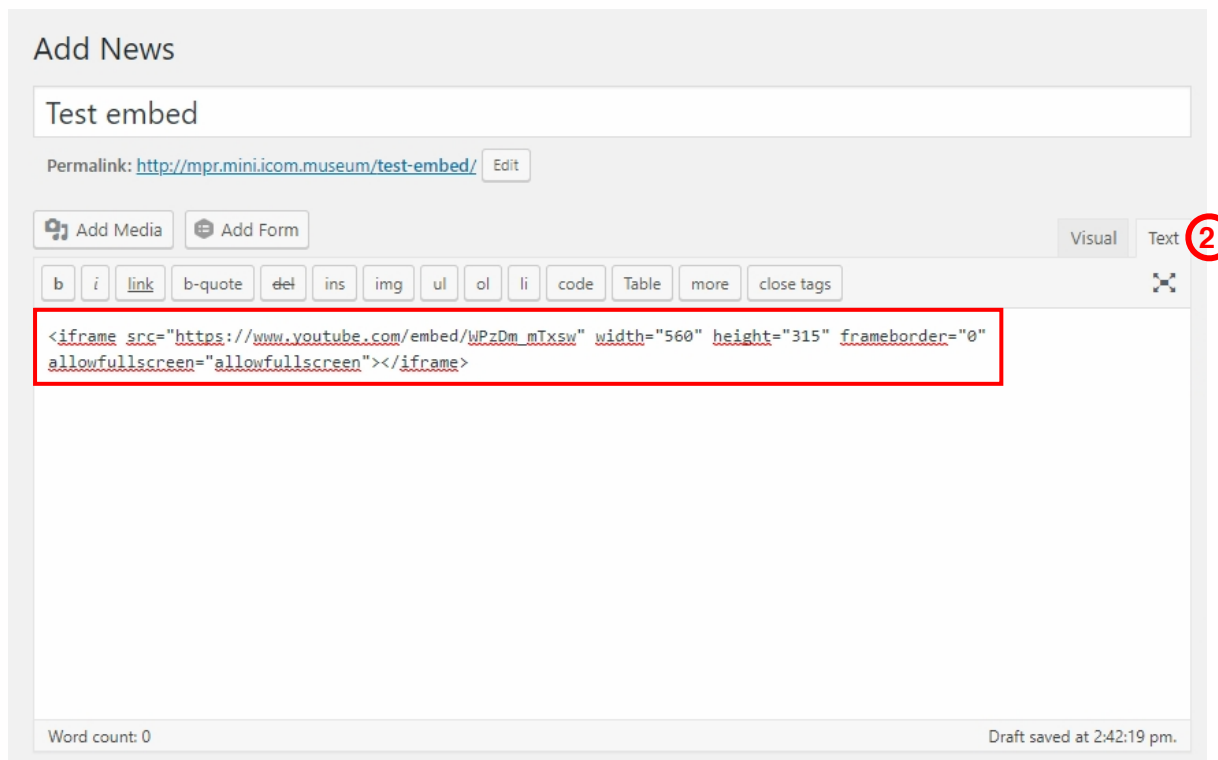 Add News
Test embed
Permalink: http://mpr.mini.icom.museum/test-embed/ Edit
Add Media Add Form
Visual Text 2
b i link b-quote del ins img ul ol li code Table more close tags
<iframe src="https://www.youtube.com/embed/WPzDm_mTxsw" width="560" height="315" frameborder="0"
allowfullscreen="allowfullscreen"></iframe>
Word count: 0 Draft saved at 2:42:19 pm.